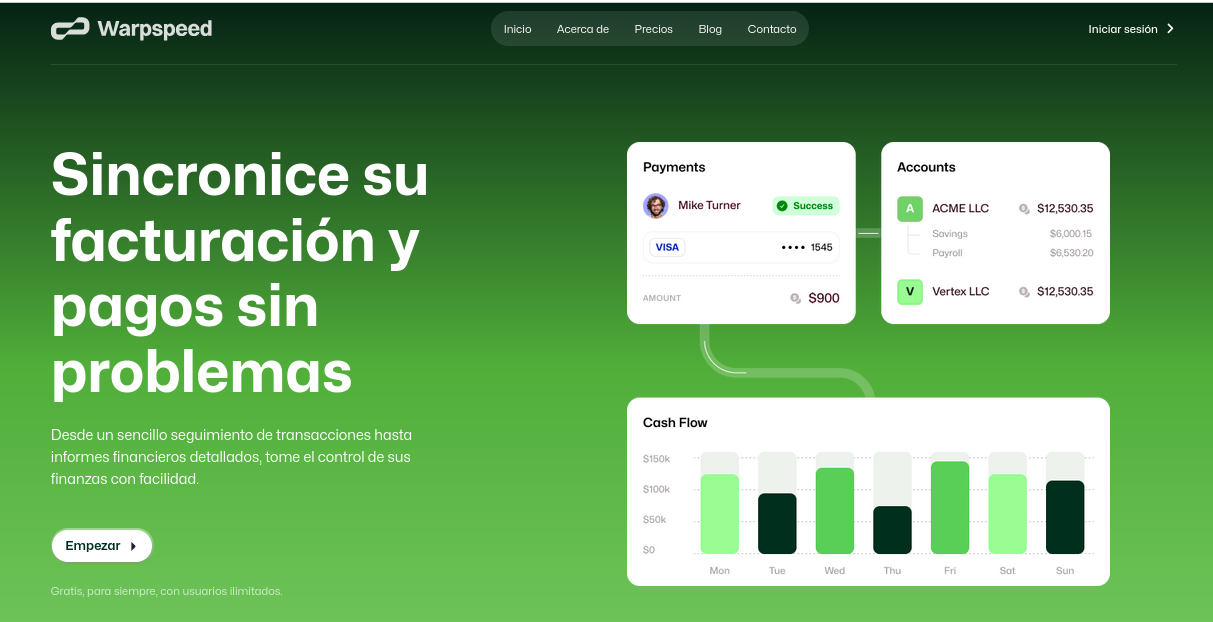 Warpspeed
Inicio Acerca de Precios Blog Contacto
Iniciar sesión
Sincronice su
facturación y
pagos sin
problemas
Desde un sencillo seguimiento de transacciones hasta
informes financieros detallados, tome el control de sus
finanzas con facilidad.
Empezar
Gratis, para siempre, con usuarios ilimitados.
Payments
Mike Turner Success
VISA •••• 1545
AMOUNT $900
Accounts
A ACME LLC $12,530.35
Savings $6,000.15
Payroll $6,530.20
V Vertex LLC $12,530.35
Cash Flow
$150k
$100k
$50k
$0
Mon Tue Wed Thu Fri Sat Sun